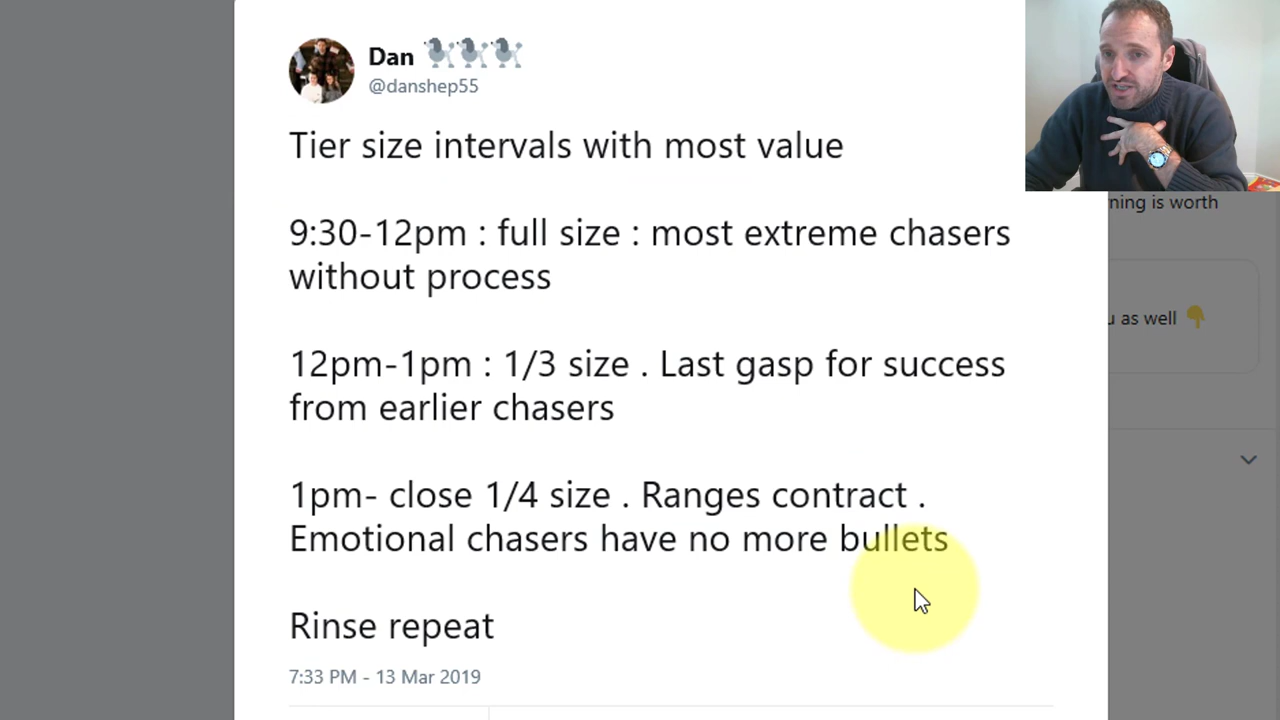 Dan 🐩🐩🐩
@danshep55
Tier size intervals with most value
9:30-12pm : full size : most extreme chasers
without process
12pm-1pm : 1/3 size . Last gasp for success
from earlier chasers
1pm- close 1/4 size . Ranges contract .
Emotional chasers have no more bullets
Rinse repeat
7:33 PM - 13 Mar 2019
ning is worth
as well 👇